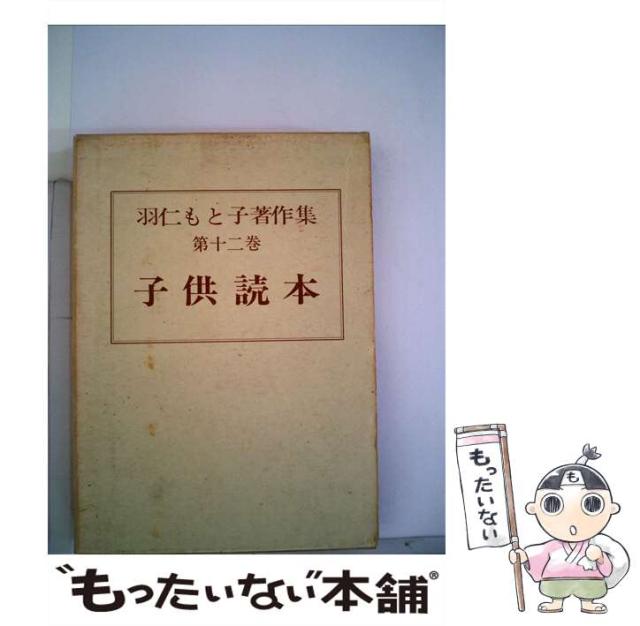 羽仁もと子著作集
第十二巻
子供読本
も
もったいない
"もったいない"本舗®